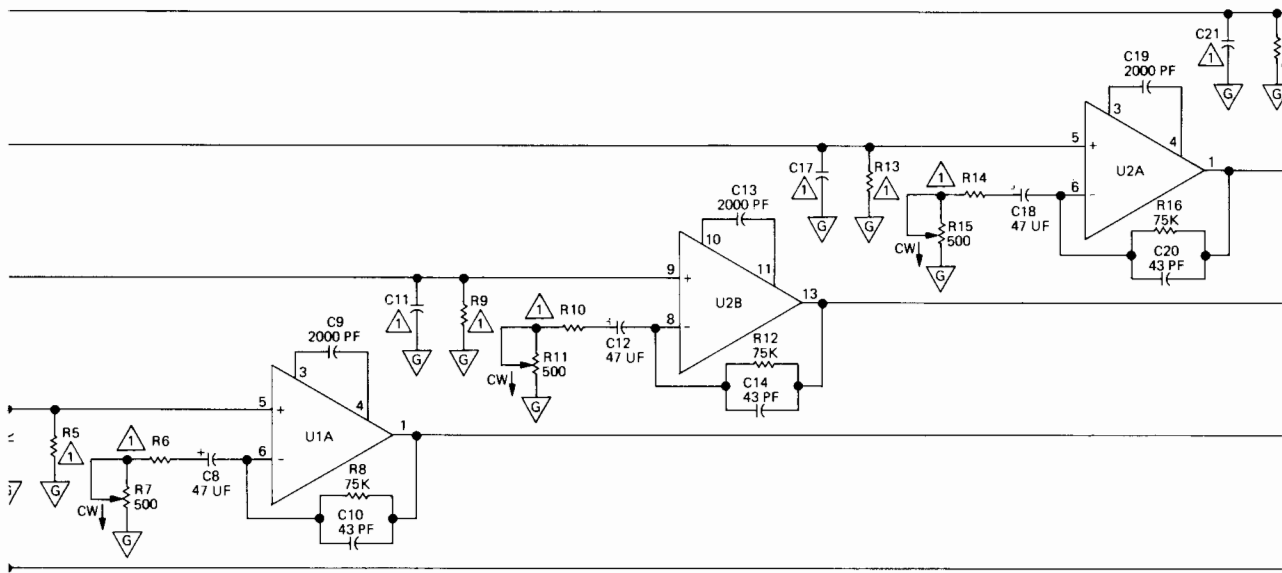 C21
1
G
G
C19
2000 PF
3
4
5
+
U2A
1
6
−
C17
1
R13
1
G
G
1
R14
C18
47 UF
R15
500
CW
G
R16
75K
C20
43 PF
C13
2000 PF
10
11
9
+
U2B
13
8
−
C11
1
R9
1
G
G
1
R10
C12
47 UF
R11
500
CW
G
R12
75K
C14
43 PF
C9
2000 PF
3
4
5
+
U1A
1
6
−
R5
1
G
G
1
R6
+
C8
47 UF
R7
500
CW
G
R8
75K
C10
43 PF